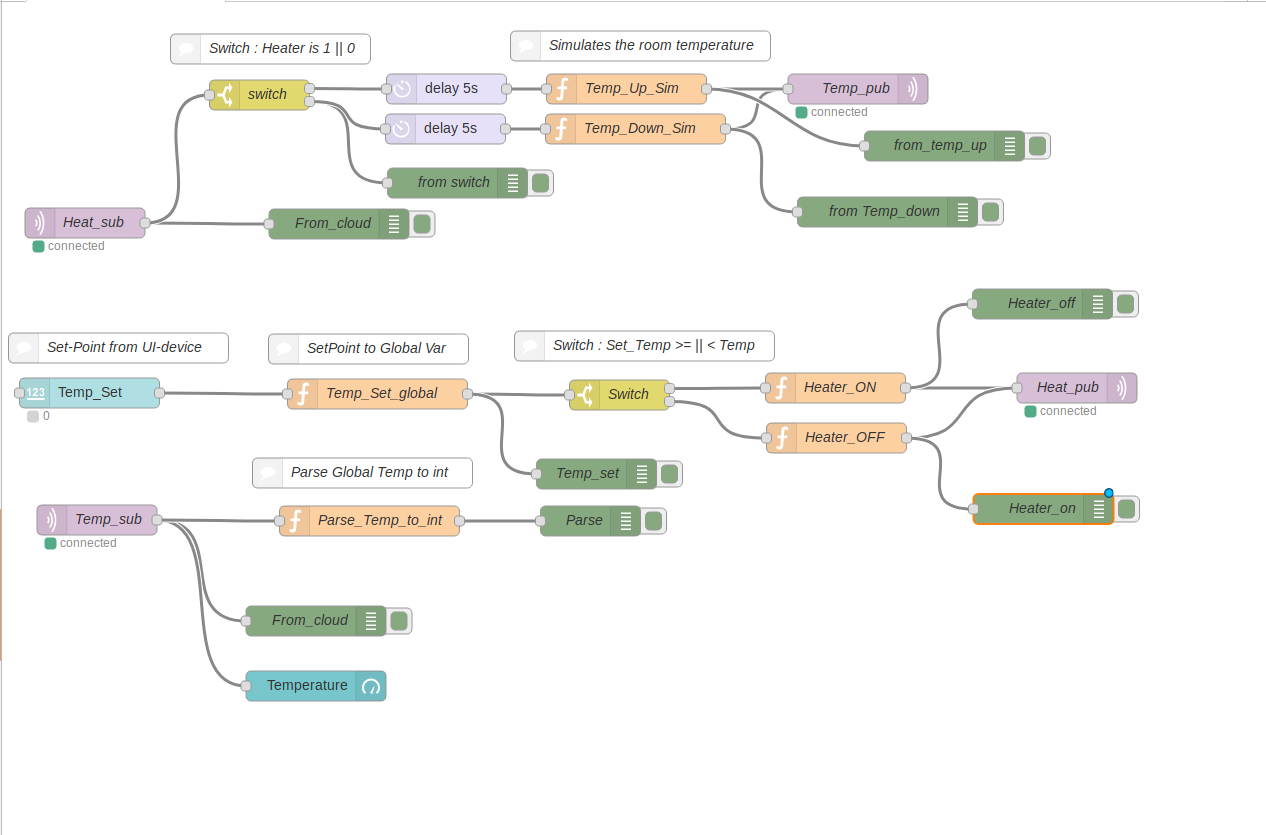 Switch : Heater is 1 || 0
Simulates the room temperature
switch
delay 5s
Temp_Up_Sim
Temp_pub
connected
delay 5s
Temp_Down_Sim
from_temp_up
from switch
from Temp_down
Heat_sub
connected
From_cloud
Heater_off
Set-Point from UI-device
SetPoint to Global Var
Switch : Set_Temp >= || < Temp
123
Temp_Set
0
Temp_Set_global
Switch
Heater_ON
Heat_pub
connected
Heater_OFF
Parse Global Temp to int
Temp_set
Heater_on
Temp_sub
connected
Parse_Temp_to_int
Parse
From_cloud
Temperature